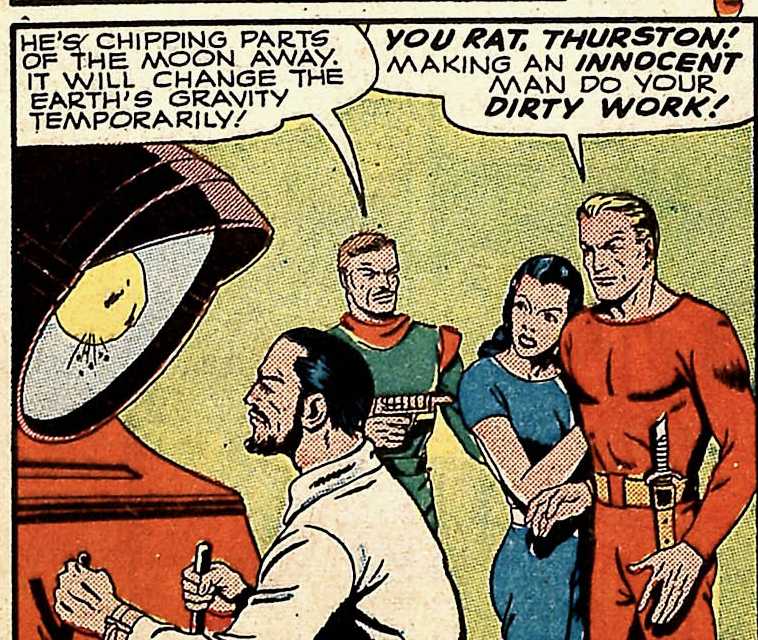 HE'S CHIPPING PARTS
OF THE MOON AWAY.
IT WILL CHANGE THE
EARTH'S GRAVITY
TEMPORARILY!
YOU RAT, THURSTON!
MAKING AN INNOCENT
MAN DO YOUR
DIRTY WORK!